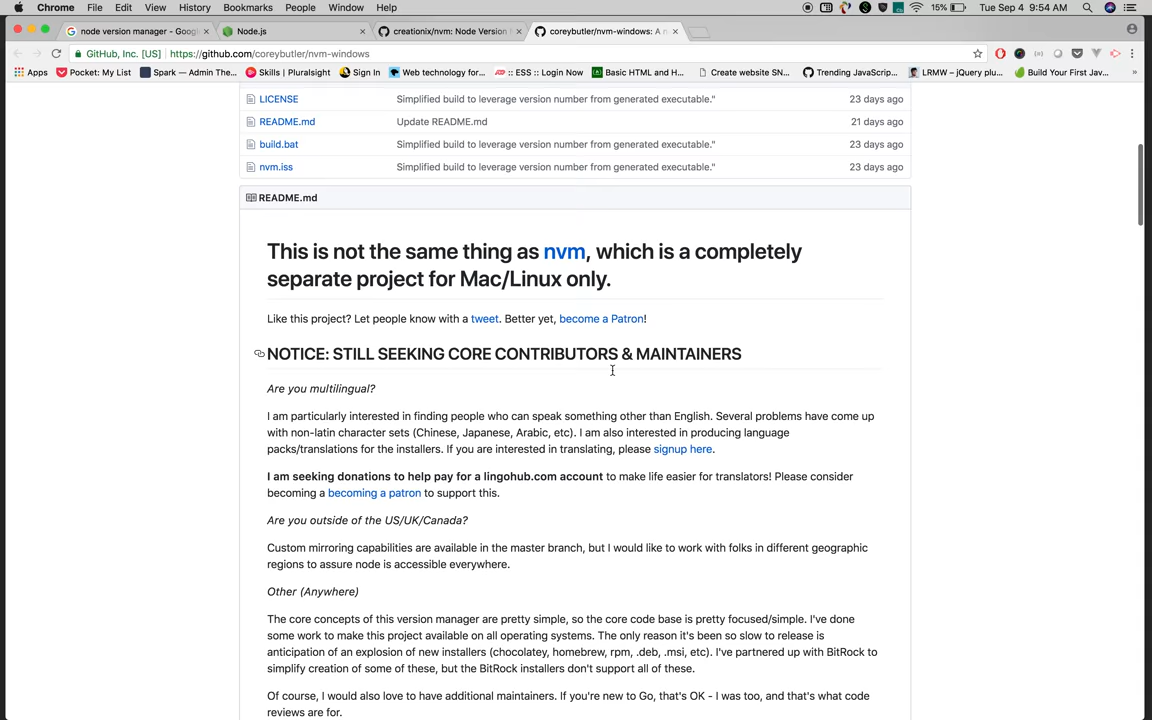 Chrome File Edit View History Bookmarks People Window Help 15% Tue Sep 4 9:54 AM
node version manager - Goog Node.js creationix/nvm: Node Version coreybutler/nvm-windows: A n
GitHub, Inc. [US] https://github.com/coreybutler/nvm-windows
Apps Pocket: My List Spark — Admin The... Skills | Pluralsight Sign In Web technology for... :: ESS :: Login Now Basic HTML and H... Create website SN... Trending JavaScrip... LRMW – jQuery plu... Build Your First Jav... »
LICENSE Simplified build to leverage version number from generated executable." 23 days ago
README.md Update README.md 21 days ago
build.bat Simplified build to leverage version number from generated executable." 23 days ago
nvm.iss Simplified build to leverage version number from generated executable." 23 days ago
README.md
This is not the same thing as nvm, which is a completely
separate project for Mac/Linux only.
Like this project? Let people know with a tweet. Better yet, become a Patron!
NOTICE: STILL SEEKING CORE CONTRIBUTORS & MAINTAINERS
Are you multilingual?
I am particularly interested in finding people who can speak something other than English. Several problems have come up
with non-latin character sets (Chinese, Japanese, Arabic, etc). I am also interested in producing language
packs/translations for the installers. If you are interested in translating, please signup here.
I am seeking donations to help pay for a lingohub.com account to make life easier for translators! Please consider
becoming a becoming a patron to support this.
Are you outside of the US/UK/Canada?
Custom mirroring capabilities are available in the master branch, but I would like to work with folks in different geographic
regions to assure node is accessible everywhere.
Other (Anywhere)
The core concepts of this version manager are pretty simple, so the core code base is pretty focused/simple. I've done
some work to make this project available on all operating systems. The only reason it's been so slow to release is
anticipation of an explosion of new installers (chocolatey, homebrew, rpm, .deb, .msi, etc). I've partnered up with BitRock to
simplify creation of some of these, but the BitRock installers don't support all of these.
Of course, I would also love to have additional maintainers. If you're new to Go, that's OK - I was too, and that's what code
reviews are for.